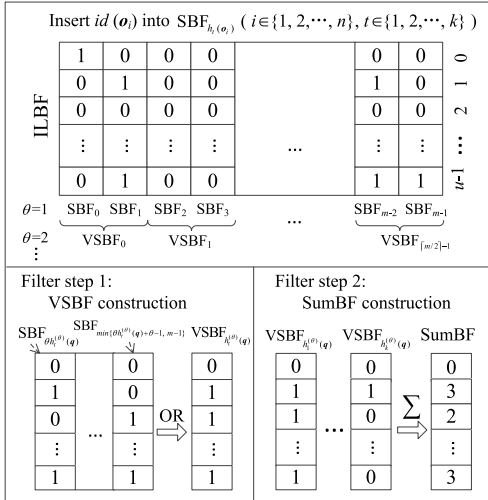 Insert id (o_i) into SBF_{h_t(o_i)} ( i∈{1, 2,⋯, n}, t∈{1, 2,⋯, k}
ILBF
1 0 0 0 0
0 1 0 0 1 0 1
0 0 0 0 0 0 2
⋮ ⋮ ⋮ ⋮ ... ⋮ ⋮ ⋯
0 1 0 0 1 1 u-1
θ=1 SBF_0 SBF_1 SBF_2 SBF_3 ... SBF_{m-2} SBF_{m-1}
θ=2 VSBF_0 VSBF_1 VSBF_{⌈m/2⌉-1}
⋮
Filter step 1:
VSBF construction
SBF_{θh_t^{(θ)}(q)} SBF_{min{θh_t^{(θ)}(q)+θ-1, m-1}} VSBF_{h_t^{(θ)}(q)}
0 0 0
1 0 1
0 1 OR 1
⋮ ... ⋮ ⋮
1 1 1
Filter step 2:
SumBF construction
VSBF_{h_1^{(θ)}(q)} VSBF_{h_k^{(θ)}(q)} SumBF
0 0 0
1 1 3
1 0 ∑ 2
⋮ ... ⋮ ⋮
1 0 3